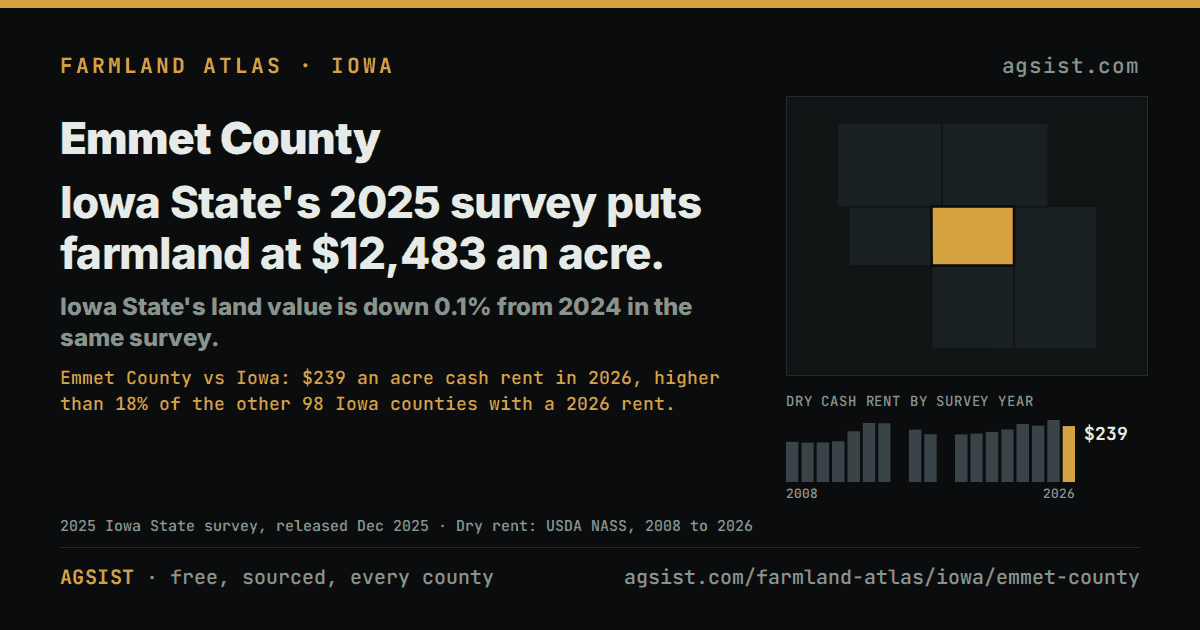 FARMLAND ATLAS · IOWA
agsist.com
Emmet County
Iowa State's 2025 survey puts
farmland at $12,483 an acre.
Iowa State's land value is down 0.1% from 2024 in the
same survey.
Emmet County vs Iowa: $239 an acre cash rent in 2026, higher
than 18% of the other 98 Iowa counties with a 2026 rent.
DRY CASH RENT BY SURVEY YEAR
$239
2008
2026
2025 Iowa State survey, released Dec 2025 · Dry rent: USDA NASS, 2008 to 2026
AGSIST · free, sourced, every county
agsist.com/farmland-atlas/iowa/emmet-county